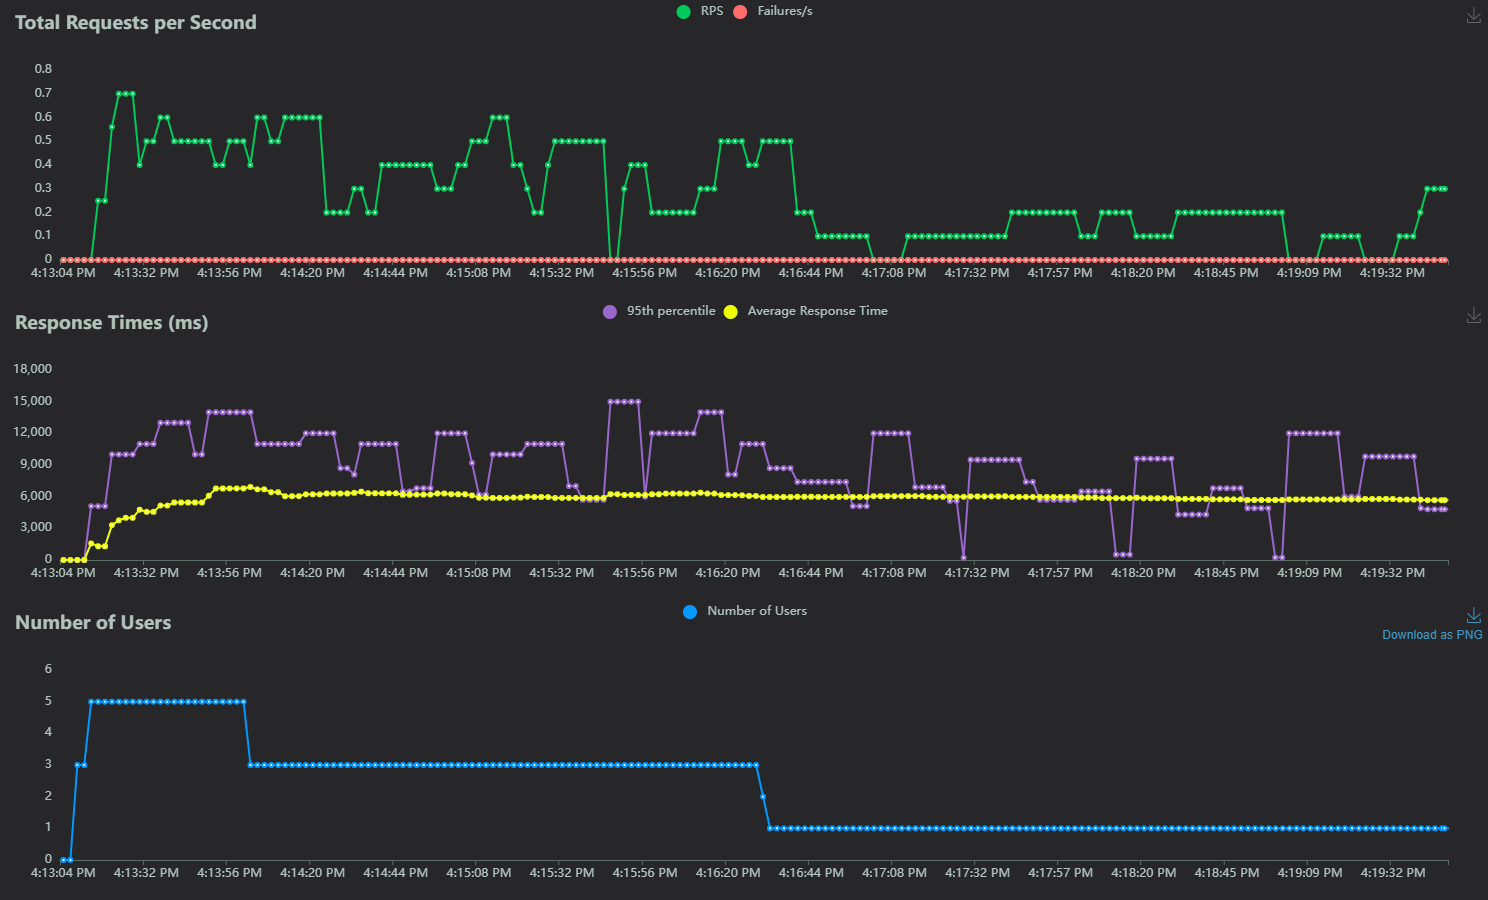 Total Requests per Second
RPS Failures/s
0.8
0.7
0.6
0.5
0.4
0.3
0.2
0.1
0
4:13:04 PM 4:13:32 PM 4:13:56 PM 4:14:20 PM 4:14:44 PM 4:15:08 PM 4:15:32 PM 4:15:56 PM 4:16:20 PM 4:16:44 PM 4:17:08 PM 4:17:32 PM 4:17:57 PM 4:18:20 PM 4:18:45 PM 4:19:09 PM 4:19:32 PM
Response Times (ms)
95th percentile Average Response Time
18,000
15,000
12,000
9,000
6,000
3,000
0
4:13:04 PM 4:13:32 PM 4:13:56 PM 4:14:20 PM 4:14:44 PM 4:15:08 PM 4:15:32 PM 4:15:56 PM 4:16:20 PM 4:16:44 PM 4:17:08 PM 4:17:32 PM 4:17:57 PM 4:18:20 PM 4:18:45 PM 4:19:09 PM 4:19:32 PM
Number of Users
Number of Users
Download as PNG
6
5
4
3
2
1
0
4:13:04 PM 4:13:32 PM 4:13:56 PM 4:14:20 PM 4:14:44 PM 4:15:08 PM 4:15:32 PM 4:15:56 PM 4:16:20 PM 4:16:44 PM 4:17:08 PM 4:17:32 PM 4:17:57 PM 4:18:20 PM 4:18:45 PM 4:19:09 PM 4:19:32 PM